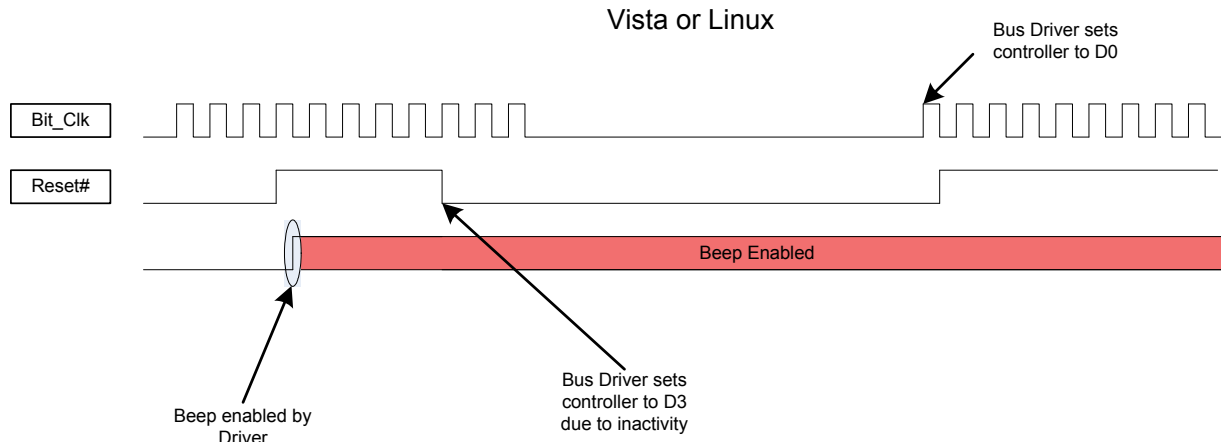 Vista or Linux
Bus Driver sets
controller to D0
Bit_Clk
Reset#
Beep Enabled
Beep enabled by
Driver
Bus Driver sets
controller to D3
due to inactivity